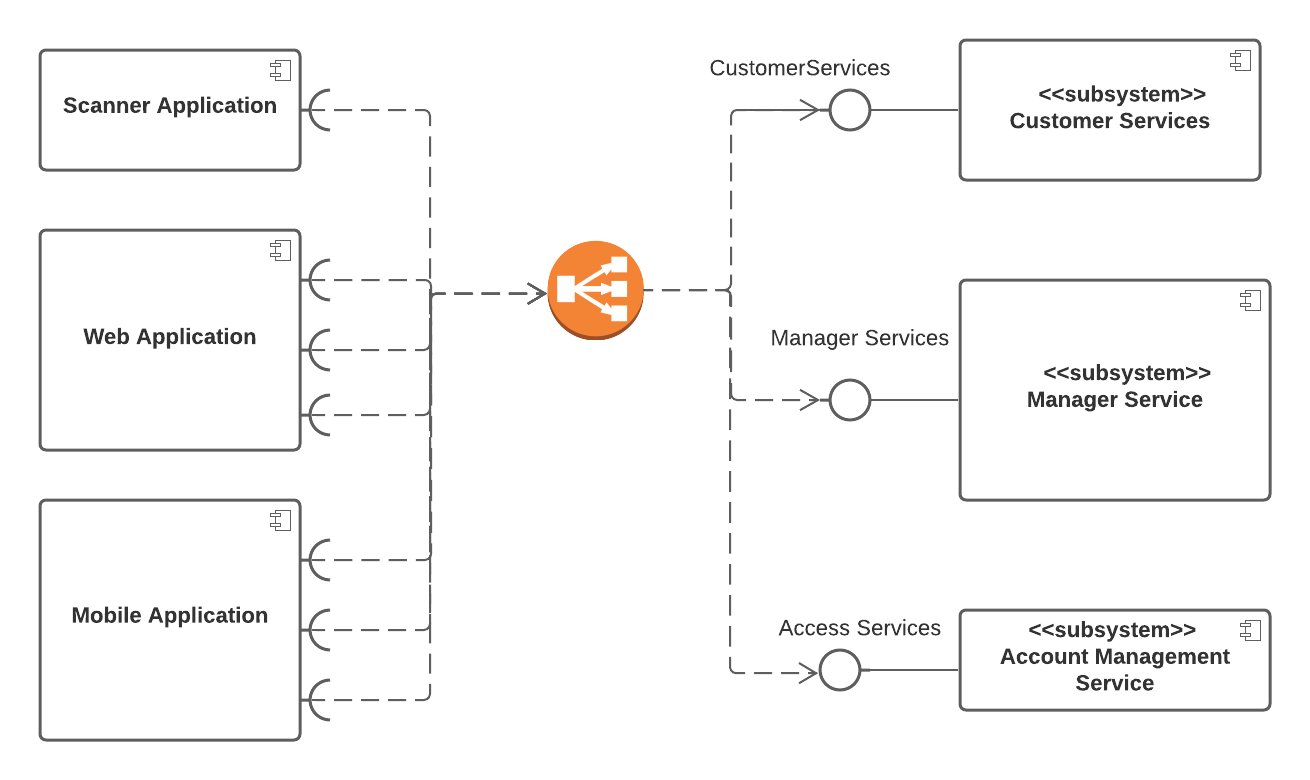 CustomerServices
<<subsystem>>
Customer Services
Scanner Application
Manager Services
Web Application
<<subsystem>>
Manager Service
Mobile Application
Access Services
<<subsystem>>
Account Management
Service